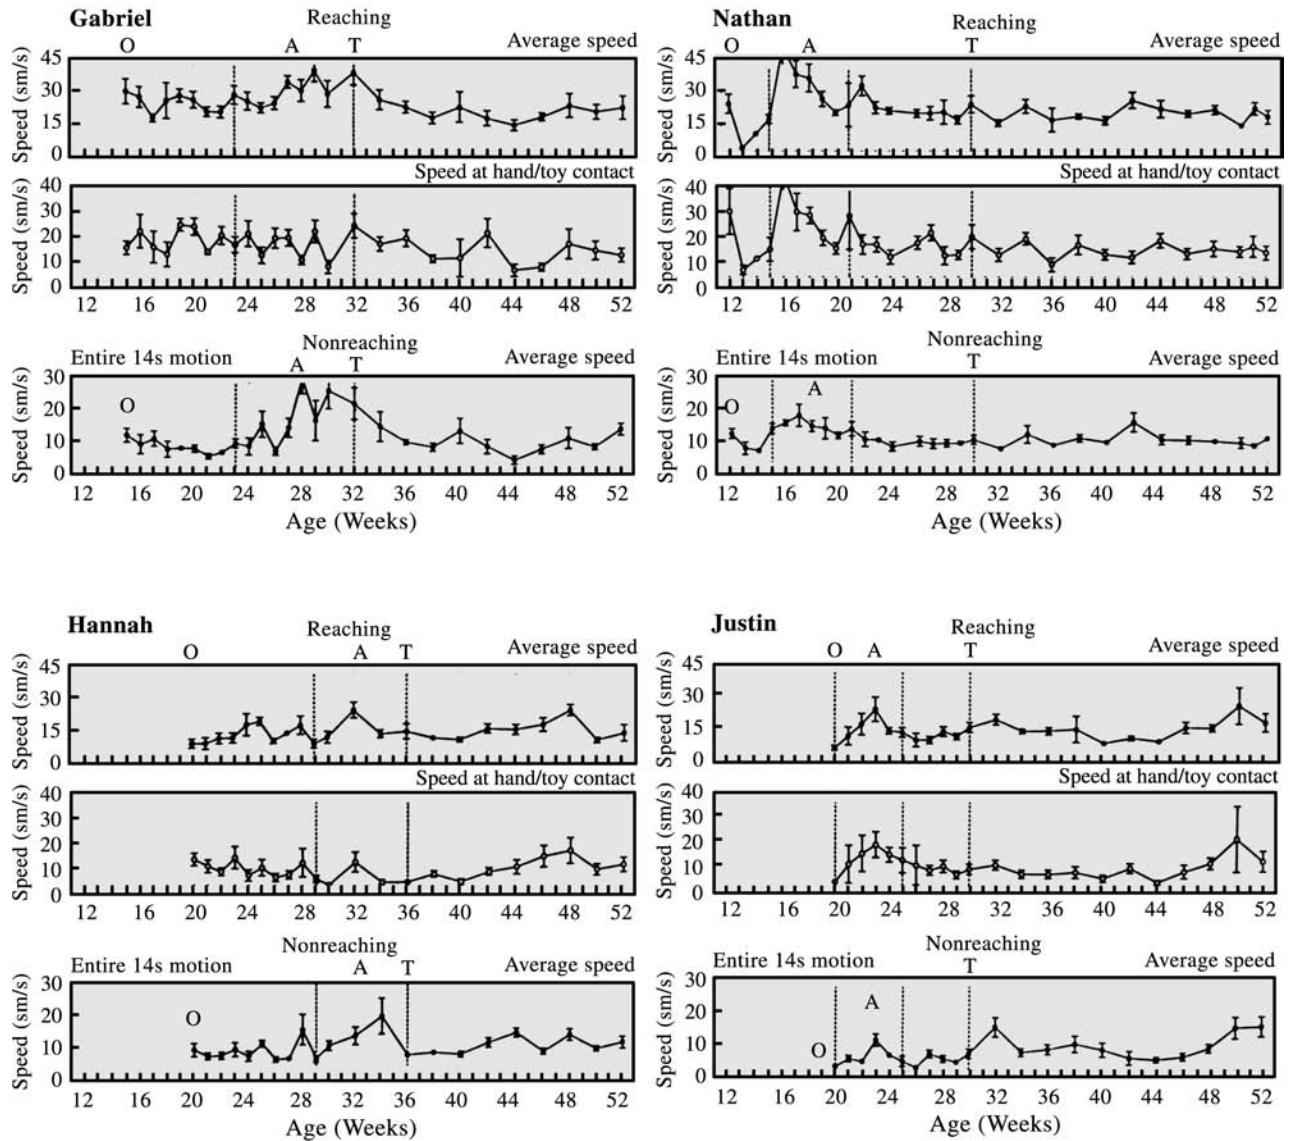 Gabriel
Reaching
O A T Average speed
Speed (sm/s)
45
30
15
0
Speed at hand/toy contact
Speed (sm/s)
40
30
20
10
0
12 16 20 24 28 32 36 40 44 48 52
Nonreaching
Entire 14s motion A T Average speed
O
Speed (sm/s)
30
20
10
0
12 16 20 24 28 32 36 40 44 48 52
Age (Weeks)
Nathan
Reaching
O A T Average speed
Speed (sm/s)
45
30
15
0
Speed at hand/toy contact
Speed (sm/s)
40
30
20
10
0
12 16 20 24 28 32 36 40 44 48 52
Nonreaching
Entire 14s motion T Average speed
O A
Speed (sm/s)
30
20
10
0
12 16 20 24 28 30 36 40 44 48 52
Age (Weeks)
Hannah
Reaching
O A T Average speed
Speed (sm/s)
45
30
15
0
Speed at hand/toy contact
Speed (sm/s)
40
30
20
10
0
12 16 20 24 28 32 36 40 44 48 52
Nonreaching
Entire 14s motion A T Average speed
O
Speed (sm/s)
30
20
10
0
12 16 20 24 28 32 36 40 44 48 52
Age (Weeks)
Justin
Reaching
O A T Average speed
Speed (sm/s)
45
30
15
0
Speed at hand/toy contact
Speed (sm/s)
40
30
20
10
0
12 16 20 24 28 32 36 40 44 48 52
Nonreaching
Entire 14s motion T Average speed
A
O
Speed (sm/s)
30
20
10
0
12 16 20 24 28 32 36 40 44 48 52
Age (Weeks)